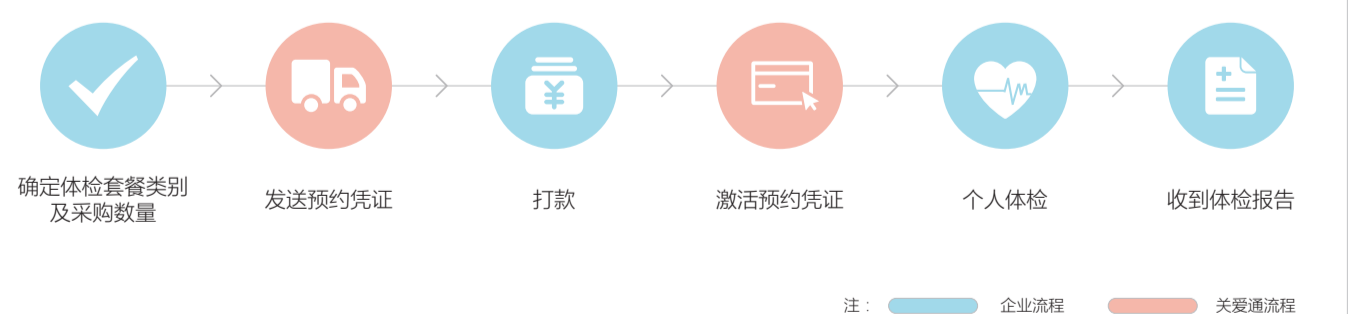 确定体检套餐类别
及采购数量
发送预约凭证
打款
激活预约凭证
个人体检
收到体检报告
注：
企业流程
关爱通流程